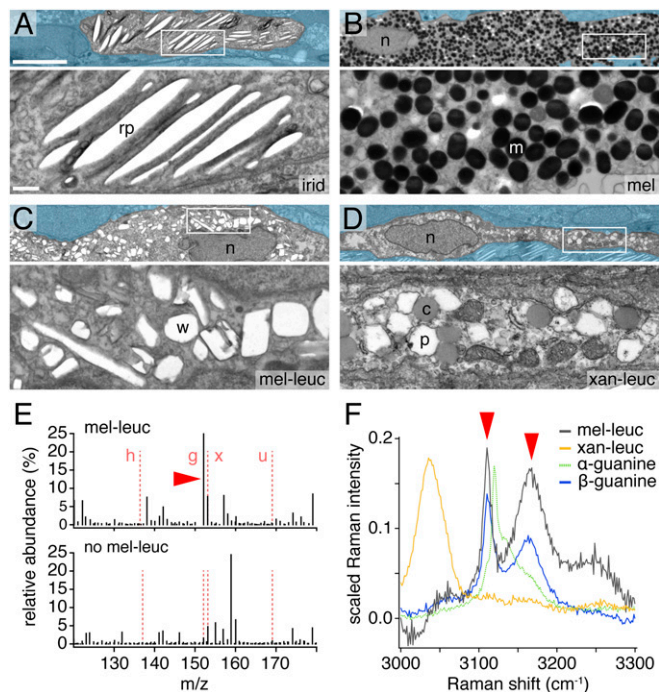 A
rp
irid
B
n
m
mel
C
n
w
mel-leuc
D
n
c
p
xan-leuc
E
mel-leuc
relative abundance (%)
25
20
15
10
5
0
h g x u
no mel-leuc
25
20
15
10
5
0
130 140 150 160 170
m/z
F
mel-leuc
xan-leuc
α-guanine
β-guanine
scaled Raman intensity
0.2
0.1
0.0
3000 3100 3200 3300
Raman shift (cm⁻¹)